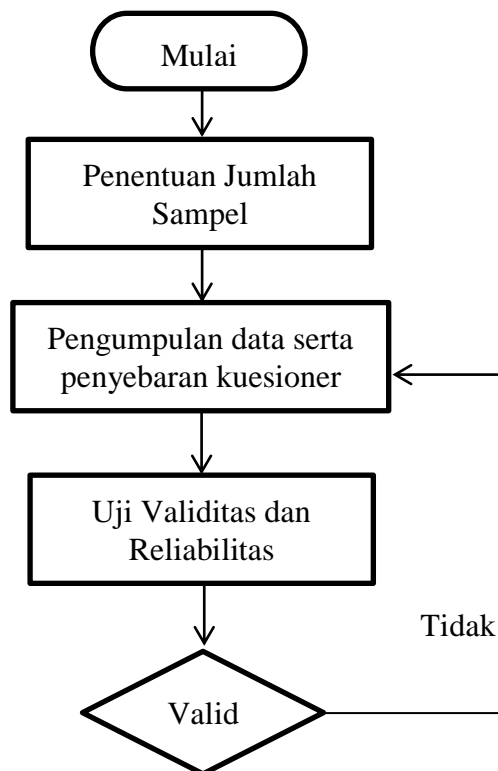 Mulai
Penentuan Jumlah
Sampel
Pengumpulan data serta
penyebaran kuesioner
Uji Validitas dan
Reliabilitas
Tidak
Valid